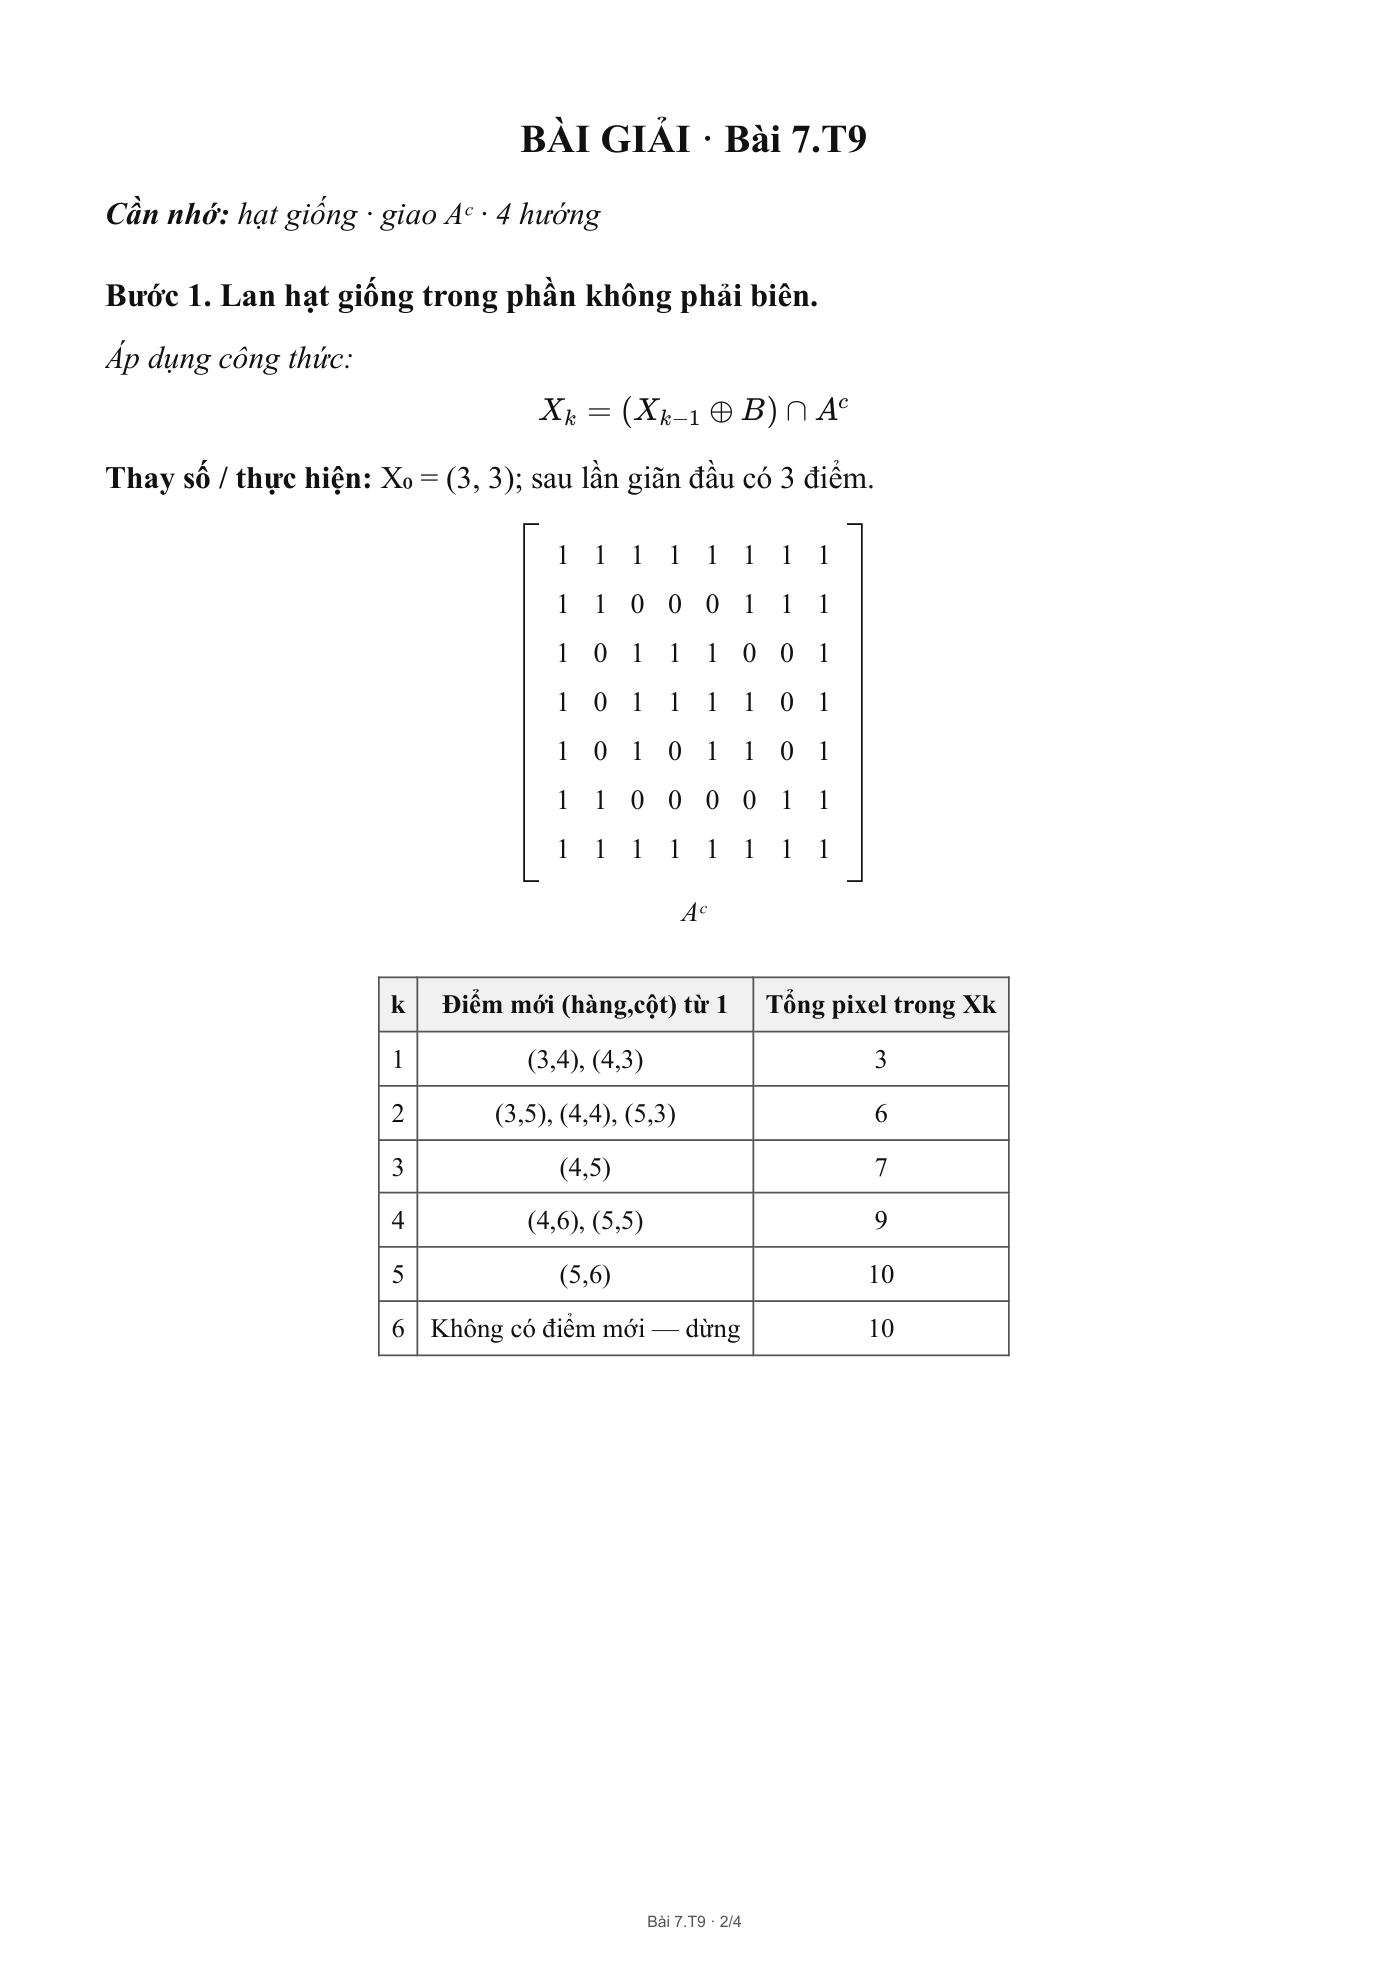 BÀI GIẢI · Bài 7.T9
Cần nhớ: hạt giống · giao Aᶜ · 4 hướng
Bước 1. Lan hạt giống trong phần không phải biên.
Áp dụng công thức:
Xₖ = (Xₖ₋₁ ⊕ B) ∩ Aᶜ
Thay số / thực hiện: X₀ = (3, 3); sau lần giãn đầu có 3 điểm.
1 1 1 1 1 1 1 1
1 1 0 0 0 1 1 1
1 0 1 1 1 0 0 1
1 0 1 1 1 1 0 1
1 0 1 0 1 1 0 1
1 1 0 0 0 0 1 1
1 1 1 1 1 1 1 1
Aᶜ
k Điểm mới (hàng,cột) từ 1 Tổng pixel trong Xk
1 (3,4), (4,3) 3
2 (3,5), (4,4), (5,3) 6
3 (4,5) 7
4 (4,6), (5,5) 9
5 (5,6) 10
6 Không có điểm mới — dừng 10
Bài 7.T9 · 2/4